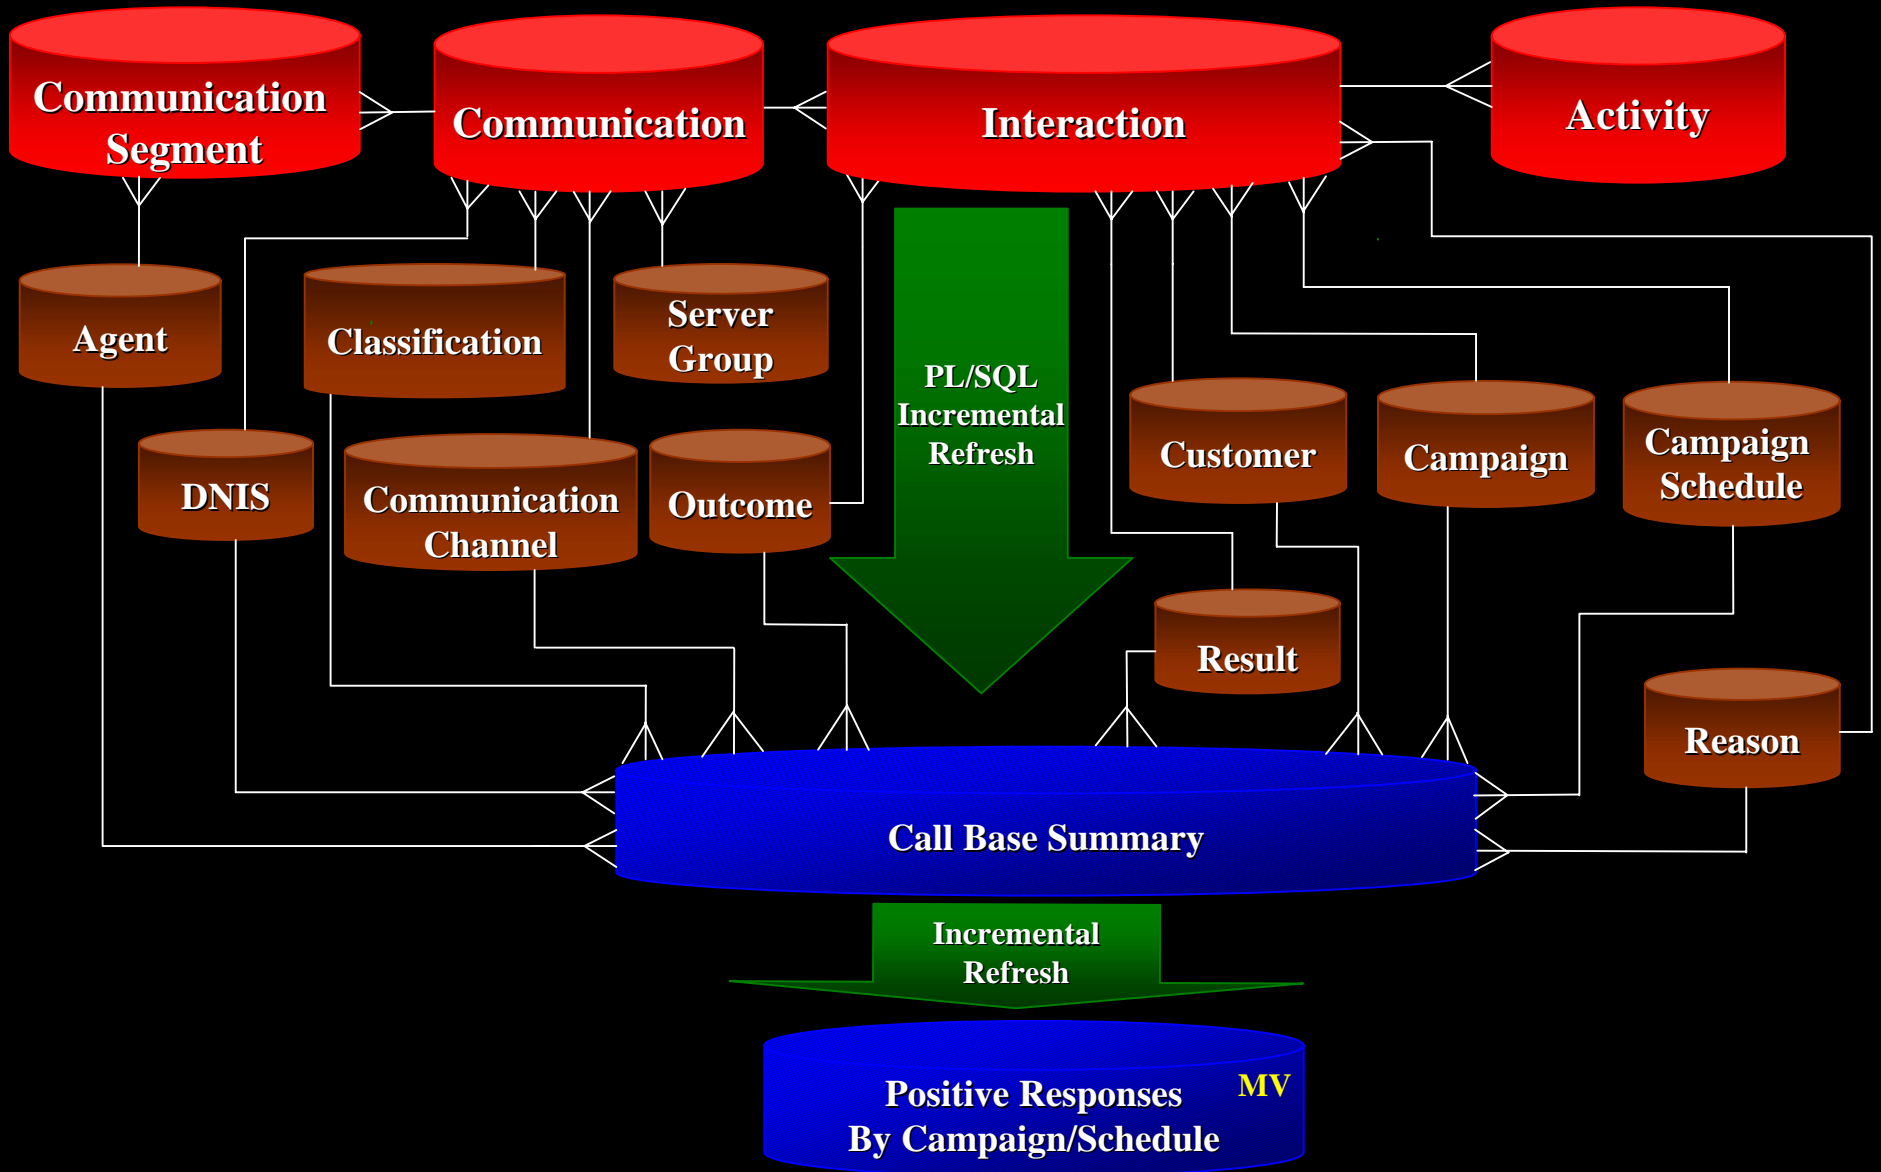 Communication
Segment
Communication
Interaction
Activity
Agent
Classification
Server
Group
PL/SQL
Incremental
Refresh
DNIS
Communication
Channel
Outcome
Customer
Campaign
Campaign
Schedule
Result
Reason
Call Base Summary
Incremental
Refresh
Positive Responses
By Campaign/Schedule
MV